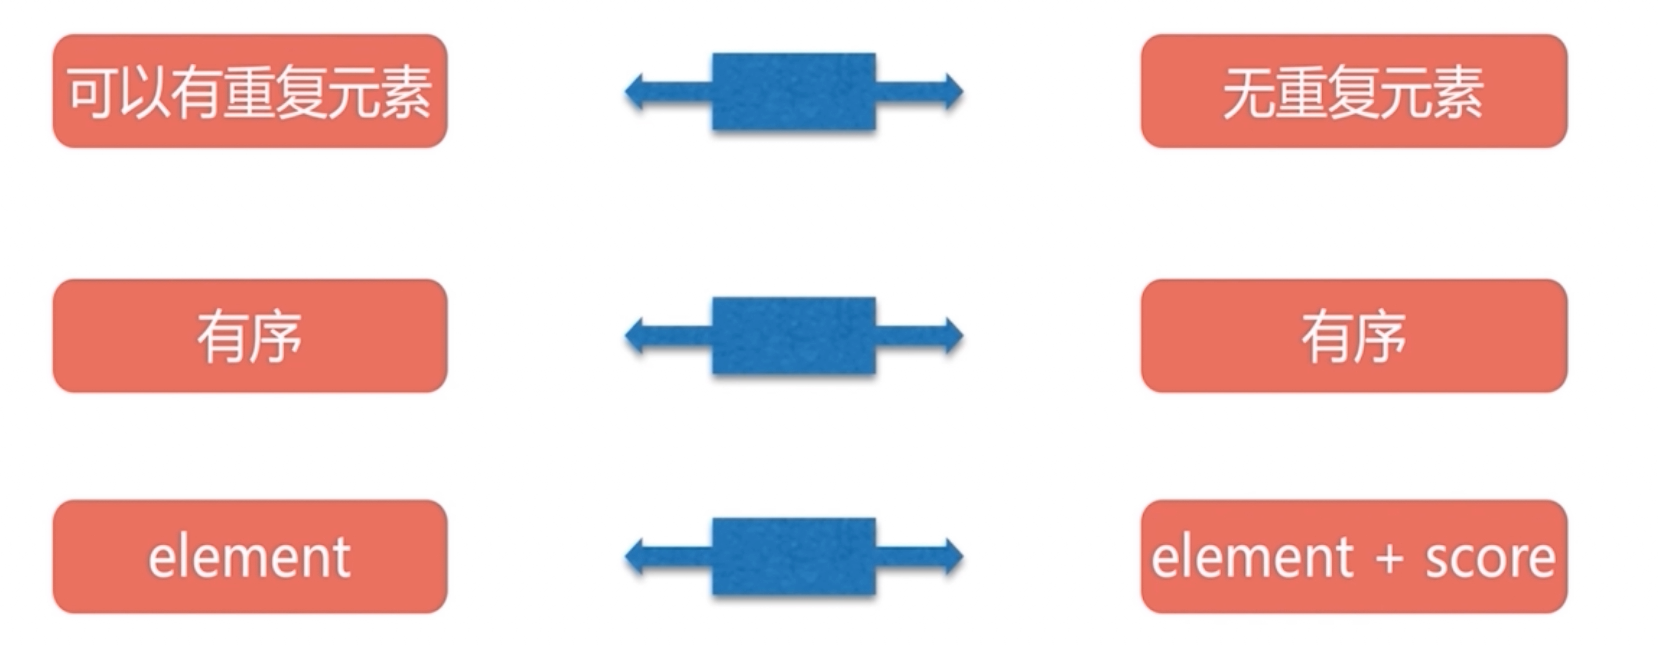 可以有重复元素
无重复元素
有序
有序
element
element + score